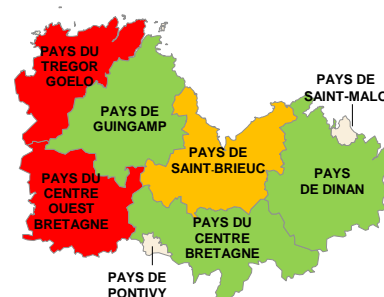 PAYS DU
TREGOR
GOELO
PAYS DE
GUINGAMP
PAYS DE
SAINT-MALO
PAYS DE
SAINT-BRIEUC
PAYS
DE DINAN
PAYS DU
CENTRE
OUEST
BRETAGNE
PAYS DU
CENTRE
BRETAGNE
PAYS DE
PONTIVY